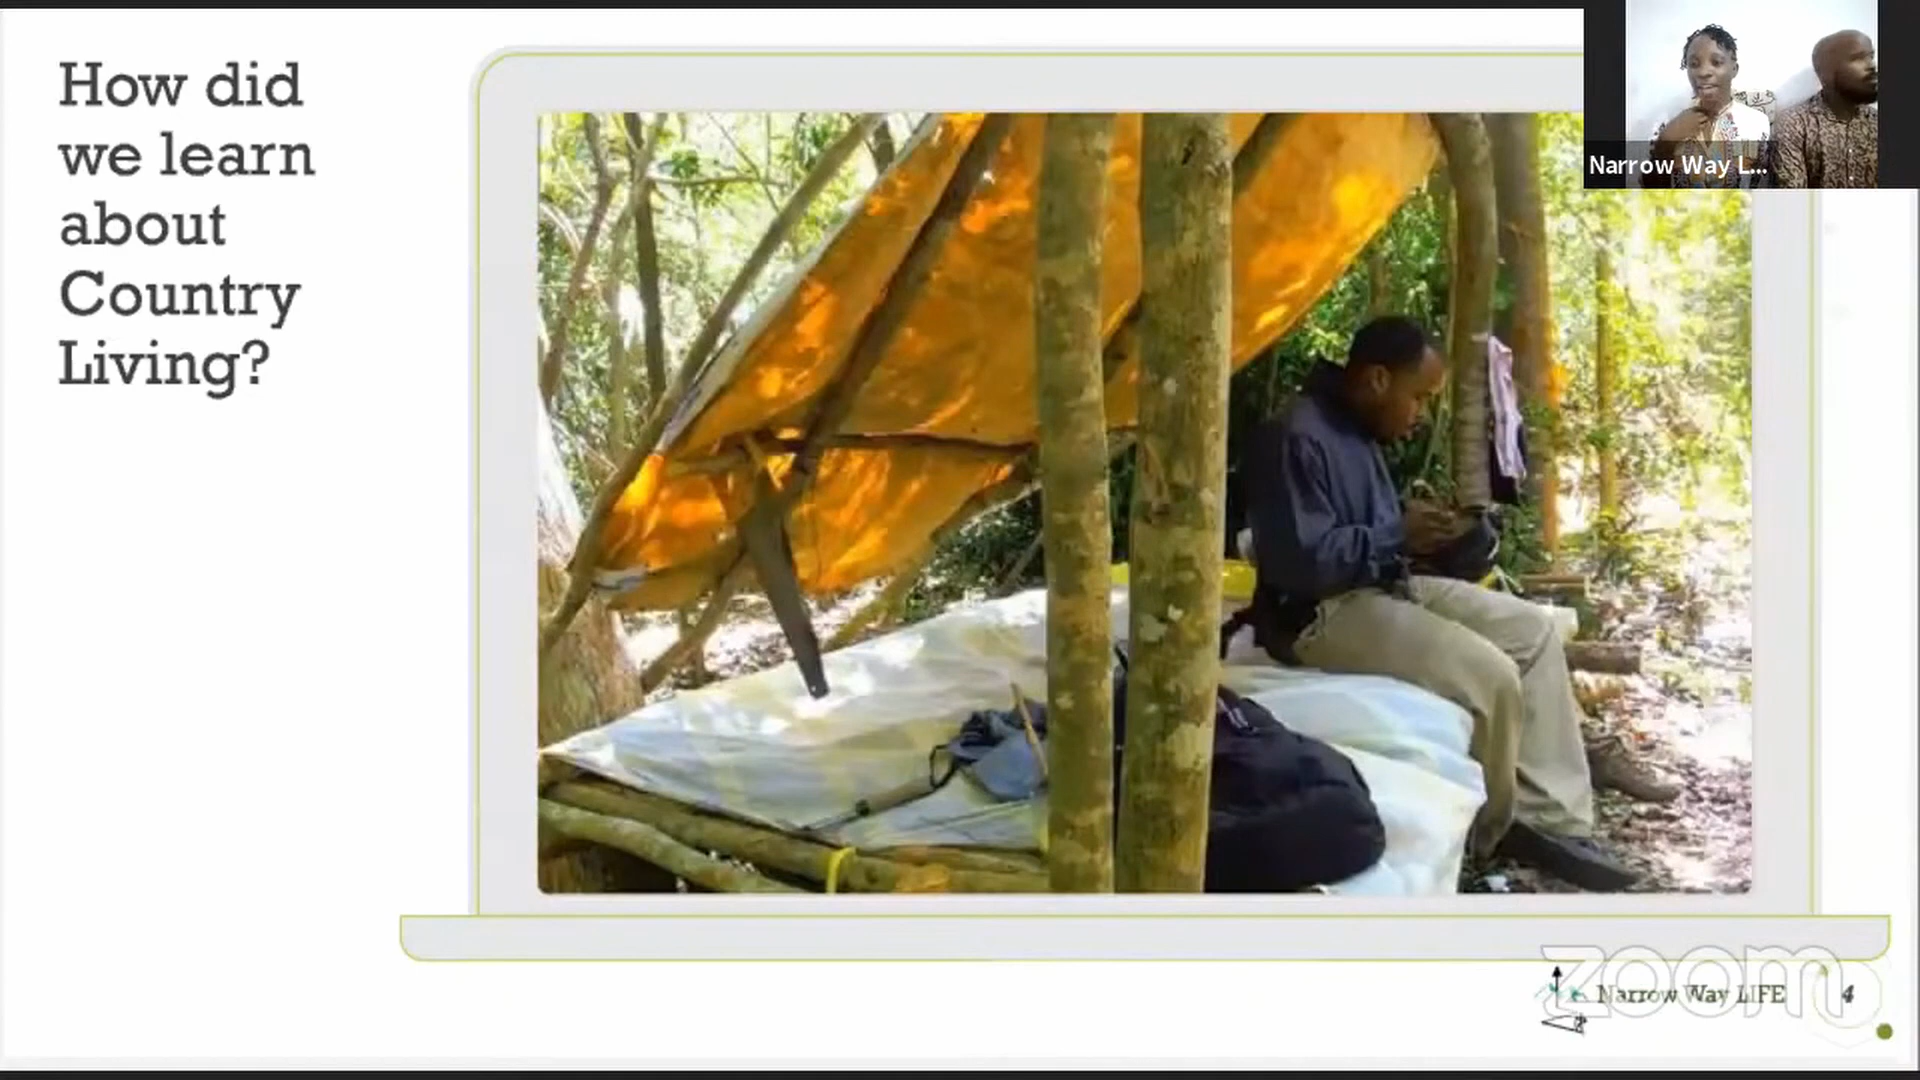 How did
we learn
about
Country
Living?
Narrow Way L...
zoom
Narrow Way LIFE
4